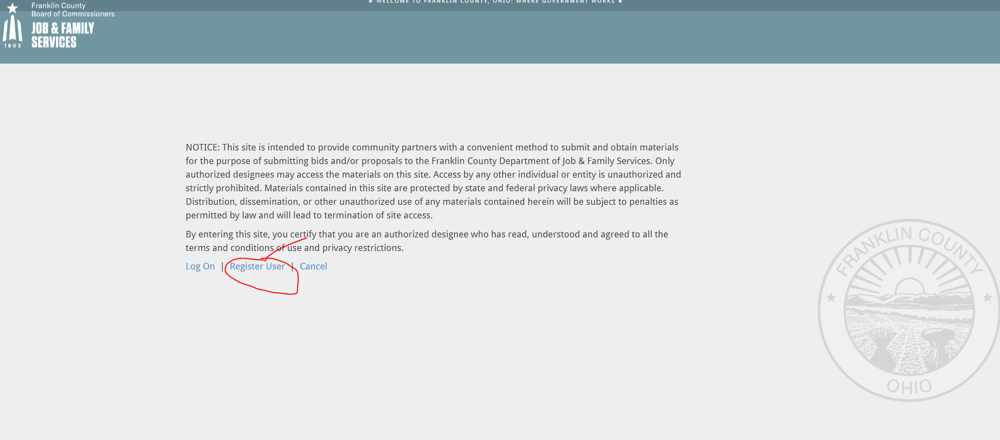 ★ WELCOME TO FRANKLIN COUNTY, OHIO: WHERE GOVERNMENT WORKS ★
Franklin County
Board of Commissioners
JOB & FAMILY
SERVICES
1803
NOTICE: This site is intended to provide community partners with a convenient method to submit and obtain materials
for the purpose of submitting bids and/or proposals to the Franklin County Department of Job & Family Services. Only
authorized designees may access the materials on this site. Access by any other individual or entity is unauthorized and
strictly prohibited. Materials contained in this site are protected by state and federal privacy laws where applicable.
Distribution, dissemination, or other unauthorized use of any materials contained herein will be subject to penalties as
permitted by law and will lead to termination of site access.
By entering this site, you certify that you are an authorized designee who has read, understood and agreed to all the
terms and conditions of use and privacy restrictions.
Log On | Register User | Cancel
FRANKLIN COUNTY
OHIO